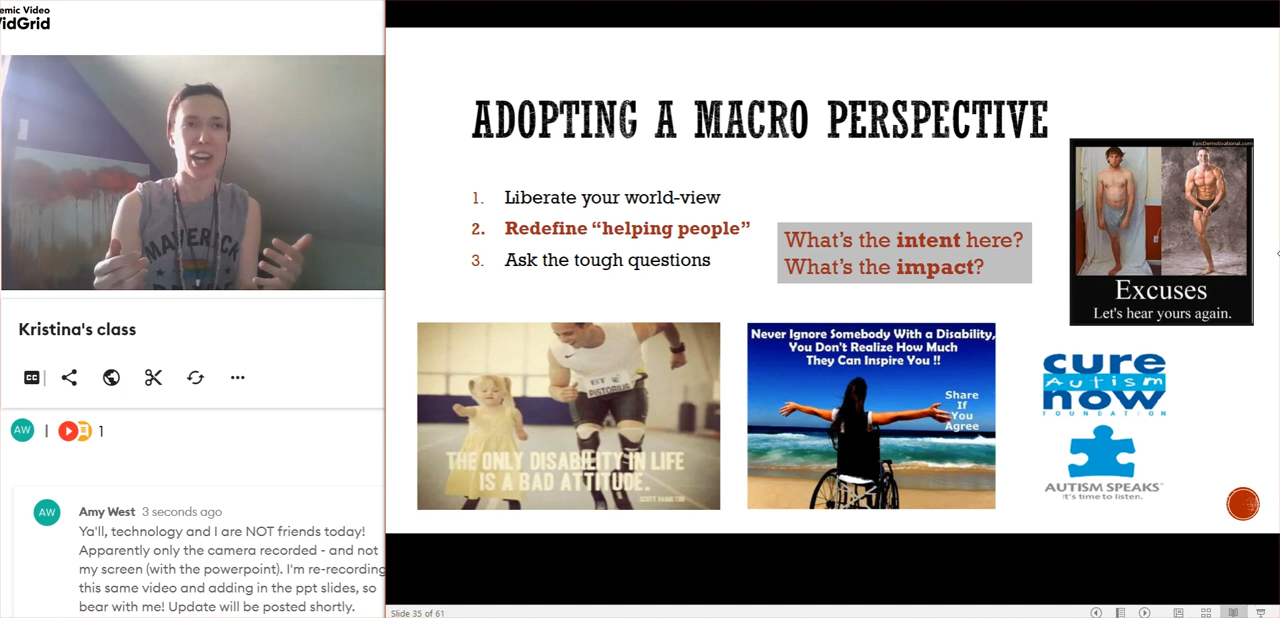 emic Video
VidGrid
MAVERICK
Kristina's class
CC
AW
1
AW
Amy West 3 seconds ago
Ya'll, technology and I are NOT friends today!
Apparently only the camera recorded - and not
my screen (with the powerpoint). I'm re-recording
this same video and adding in the ppt slides, so
bear with me! Update will be posted shortly.
ADOPTING A MACRO PERSPECTIVE
1. Liberate your world-view
2. Redefine “helping people”
3. Ask the tough questions
What's the intent here?
What's the impact?
EpicDemotivational.com
Excuses
Let's hear yours again.
PISTORIUS
THE ONLY DISABILITY IN LIFE
IS A BAD ATTITUDE.
Never Ignore Somebody With a Disability,
You Don't Realize How Much
They Can Inspire You !!
Share
If
You
Agree
cure
Autism
now
FOUNDATION
AUTISM SPEAKS™
It's time to listen.
Slide 35 of 61